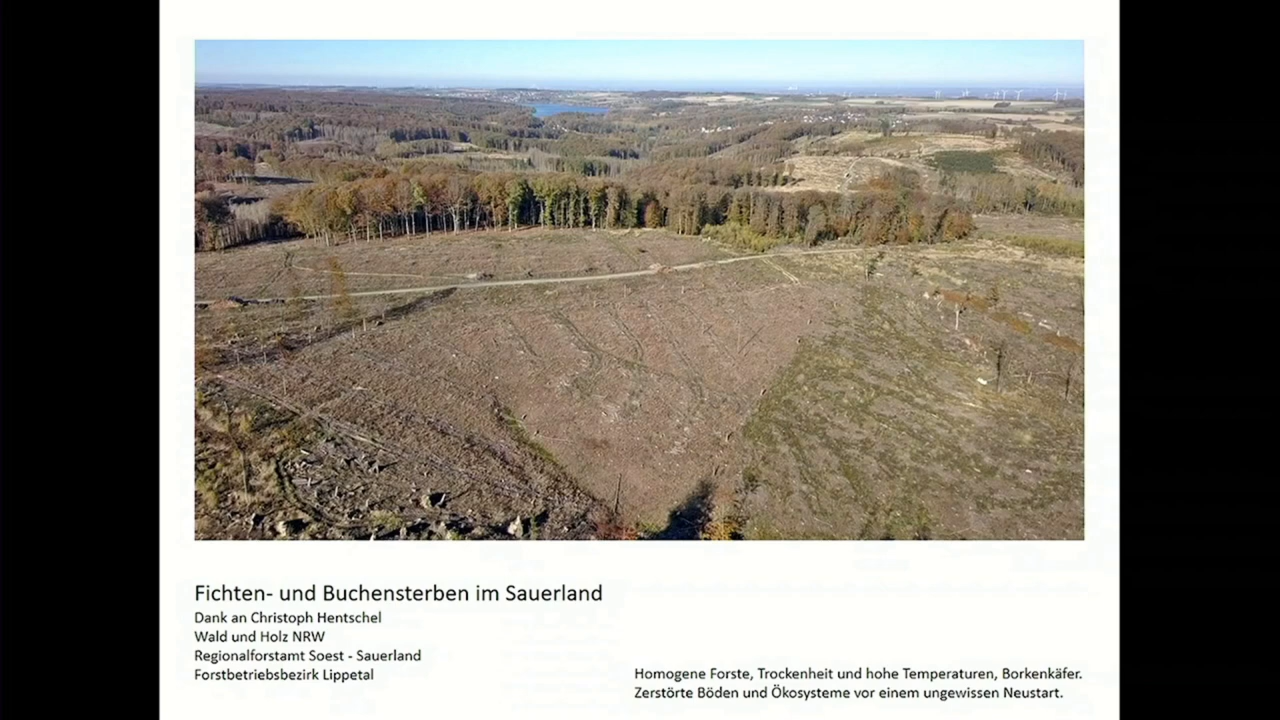 Fichten- und Buchensterben im Sauerland
Dank an Christoph Hentschel
Wald und Holz NRW
Regionalforstamt Soest - Sauerland
Forstbetriebsbezirk Lippetal
Homogene Forste, Trockenheit und hohe Temperaturen, Borkenkäfer.
Zerstörte Böden und Ökosysteme vor einem ungewissen Neustart.